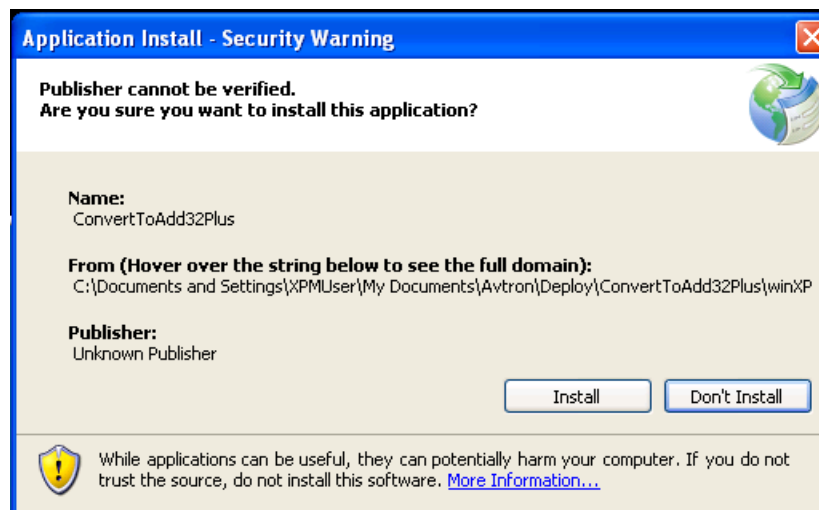 Application Install - Security Warning
Publisher cannot be verified.
Are you sure you want to install this application?
Name:
ConvertToAdd32Plus
From (Hover over the string below to see the full domain):
C:\Documents and Settings\XPMUser\My Documents\Avtron\Deploy\ConvertToAdd32Plus\winXP
Publisher:
Unknown Publisher
Install
Don't Install
While applications can be useful, they can potentially harm your computer. If you do not
trust the source, do not install this software. More Information...